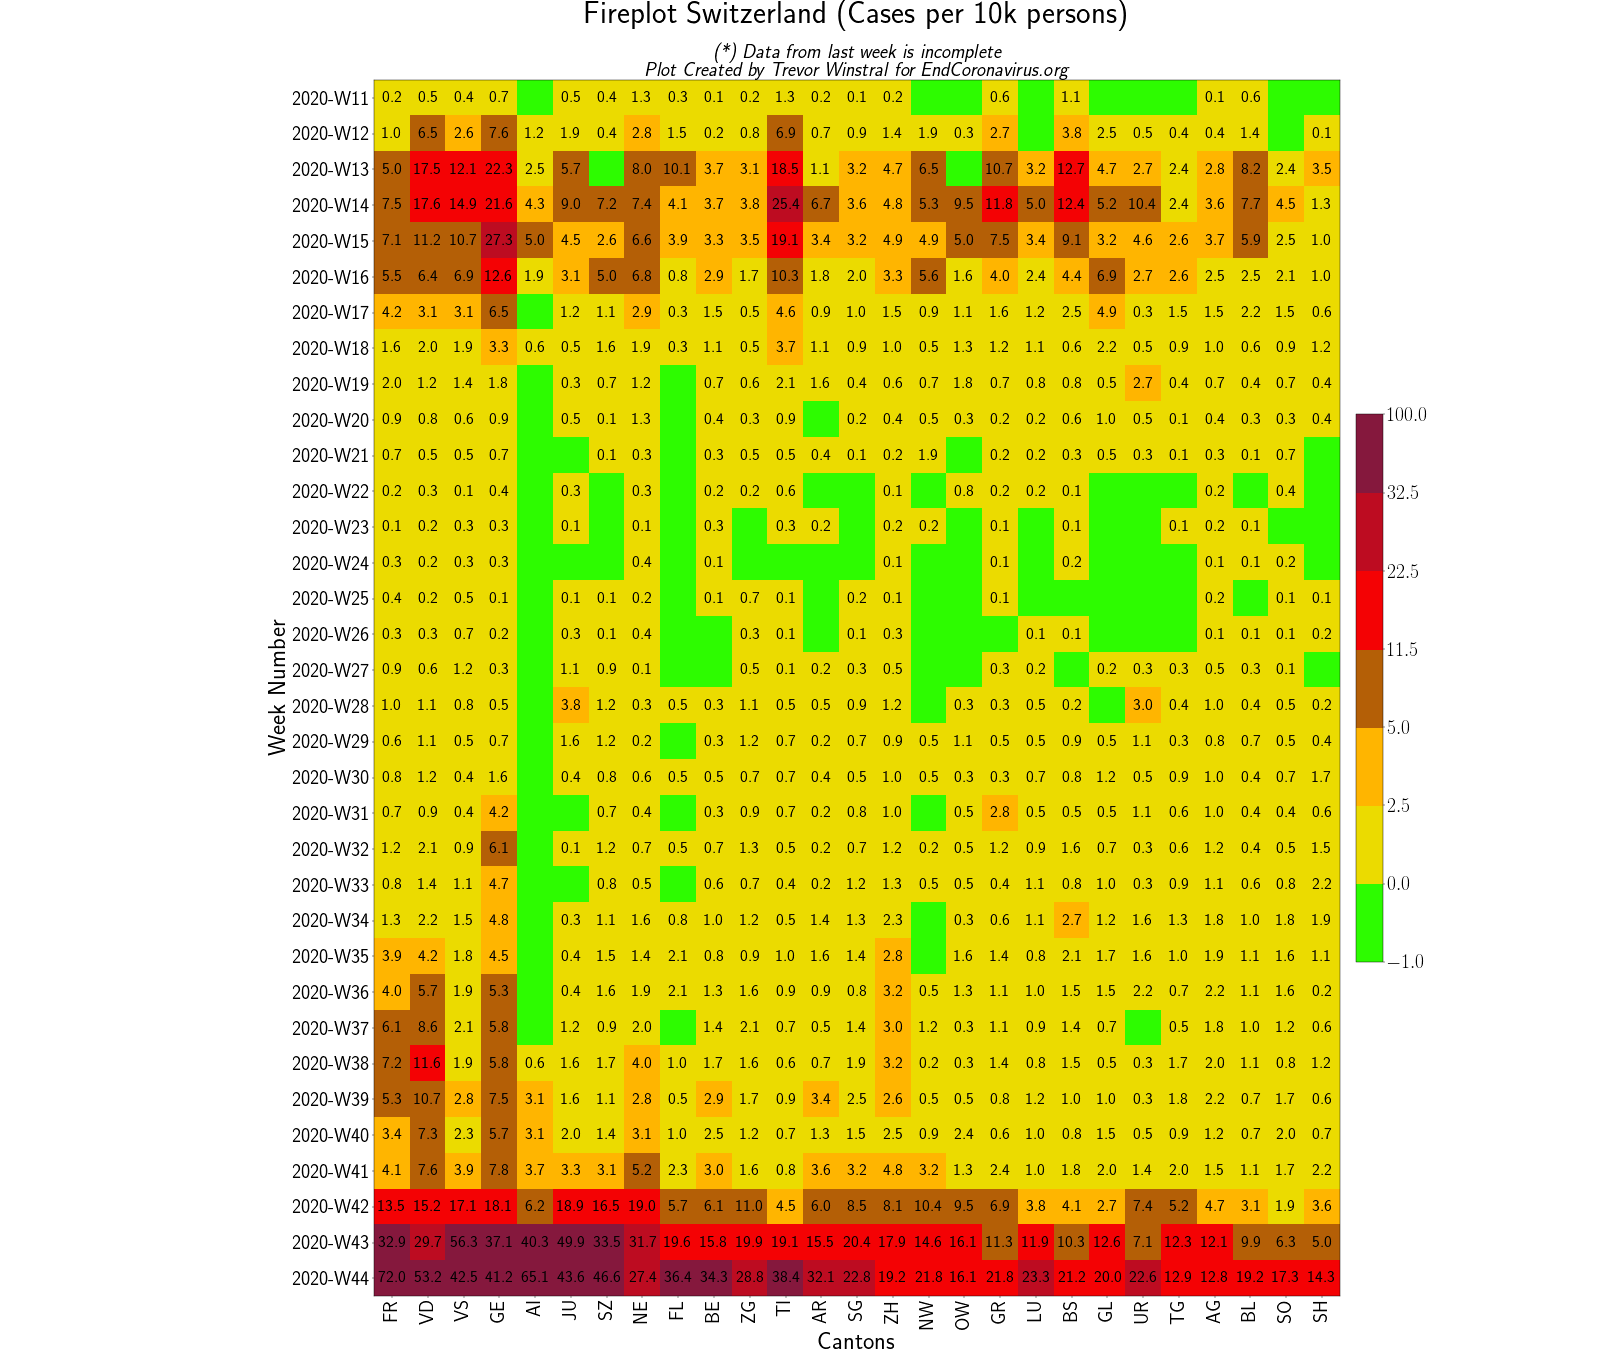 Fireplot Switzerland (Cases per 10k persons)
(*) Data from last week is incomplete
Plot Created by Trevor Winstral for EndCoronavirus.org
2020-W11 0.2 0.5 0.4 0.7 0.5 0.4 1.3 0.3 0.1 0.2 1.3 0.2 0.1 0.2 0.6 1.1 0.1 0.6
2020-W12 1.0 6.5 2.6 7.6 1.2 1.9 0.4 2.8 1.5 0.2 0.8 6.9 0.7 0.9 1.4 1.9 0.3 2.7 3.8 2.5 0.5 0.4 0.4 1.4 0.1
2020-W13 5.0 17.5 12.1 22.3 2.5 5.7 8.0 10.1 3.7 3.1 18.5 1.1 3.2 4.7 6.5 10.7 3.2 12.7 4.7 2.7 2.4 2.8 8.2 2.4 3.5
2020-W14 7.5 17.6 14.9 21.6 4.3 9.0 7.2 7.4 4.1 3.7 3.8 25.4 6.7 3.6 4.8 5.3 9.5 11.8 5.0 12.4 5.2 10.4 2.4 3.6 7.7 4.5 1.3
2020-W15 7.1 11.2 10.7 27.3 5.0 4.5 2.6 6.6 3.9 3.3 3.5 19.1 3.4 3.2 4.9 4.9 5.0 7.5 3.4 9.1 3.2 4.6 2.6 3.7 5.9 2.5 1.0
2020-W16 5.5 6.4 6.9 12.6 1.9 3.1 5.0 6.8 0.8 2.9 1.7 10.3 1.8 2.0 3.3 5.6 1.6 4.0 2.4 4.4 6.9 2.7 2.6 2.5 2.5 2.1 1.0
2020-W17 4.2 3.1 3.1 6.5 1.2 1.1 2.9 0.3 1.5 0.5 4.6 0.9 1.0 1.5 0.9 1.1 1.6 1.2 2.5 4.9 0.3 1.5 1.5 2.2 1.5 0.6
2020-W18 1.6 2.0 1.9 3.3 0.6 0.5 1.6 1.9 0.3 1.1 0.5 3.7 1.1 0.9 1.0 0.5 1.3 1.2 1.1 0.6 2.2 0.5 0.9 1.0 0.6 0.9 1.2
2020-W19 2.0 1.2 1.4 1.8 0.3 0.7 1.2 0.7 0.6 2.1 1.6 0.4 0.6 0.7 1.8 0.7 0.8 0.8 0.5 2.7 0.4 0.7 0.4 0.7 0.4
2020-W20 0.9 0.8 0.6 0.9 0.5 0.1 1.3 0.4 0.3 0.9 0.2 0.4 0.5 0.3 0.2 0.2 0.6 1.0 0.5 0.1 0.4 0.3 0.3 0.4
2020-W21 0.7 0.5 0.5 0.7 0.1 0.3 0.3 0.5 0.5 0.4 0.1 0.2 1.9 0.2 0.2 0.3 0.5 0.3 0.1 0.3 0.1 0.7
2020-W22 0.2 0.3 0.1 0.4 0.3 0.3 0.2 0.2 0.6 0.1 0.8 0.2 0.2 0.1 0.2 0.4
2020-W23 0.1 0.2 0.3 0.3 0.1 0.1 0.3 0.3 0.2 0.2 0.2 0.1 0.1 0.1 0.2 0.1
2020-W24 0.3 0.2 0.3 0.3 0.4 0.1 0.1 0.1 0.2 0.1 0.1 0.2
2020-W25 0.4 0.2 0.5 0.1 0.1 0.1 0.2 0.1 0.7 0.1 0.2 0.1 0.1 0.2 0.1 0.1
2020-W26 0.3 0.3 0.7 0.2 0.3 0.1 0.4 0.3 0.1 0.1 0.3 0.1 0.1 0.1 0.1 0.1 0.2
2020-W27 0.9 0.6 1.2 0.3 1.1 0.9 0.1 0.5 0.1 0.2 0.3 0.5 0.3 0.2 0.2 0.3 0.3 0.5 0.3 0.1
2020-W28 1.0 1.1 0.8 0.5 3.8 1.2 0.3 0.5 0.3 1.1 0.5 0.5 0.9 1.2 0.3 0.3 0.5 0.2 3.0 0.4 1.0 0.4 0.5 0.2
2020-W29 0.6 1.1 0.5 0.7 1.6 1.2 0.2 0.3 1.2 0.7 0.2 0.7 0.9 0.5 1.1 0.5 0.5 0.9 0.5 1.1 0.3 0.8 0.7 0.5 0.4
2020-W30 0.8 1.2 0.4 1.6 0.4 0.8 0.6 0.5 0.5 0.7 0.7 0.4 0.5 1.0 0.5 0.3 0.3 0.7 0.8 1.2 0.5 0.9 1.0 0.4 0.7 1.7
2020-W31 0.7 0.9 0.4 4.2 0.7 0.4 0.3 0.9 0.7 0.2 0.8 1.0 0.5 2.8 0.5 0.5 0.5 1.1 0.6 1.0 0.4 0.4 0.6
2020-W32 1.2 2.1 0.9 6.1 0.1 1.2 0.7 0.5 0.7 1.3 0.5 0.2 0.7 1.2 0.2 0.5 1.2 0.9 1.6 0.7 0.3 0.6 1.2 0.4 0.5 1.5
2020-W33 0.8 1.4 1.1 4.7 0.8 0.5 0.6 0.7 0.4 0.2 1.2 1.3 0.5 0.5 0.4 1.1 0.8 1.0 0.3 0.9 1.1 0.6 0.8 2.2
2020-W34 1.3 2.2 1.5 4.8 0.3 1.1 1.6 0.8 1.0 1.2 0.5 1.4 1.3 2.3 0.3 0.6 1.1 2.7 1.2 1.6 1.3 1.8 1.0 1.8 1.9
2020-W35 3.9 4.2 1.8 4.5 0.4 1.5 1.4 2.1 0.8 0.9 1.0 1.6 1.4 2.8 1.6 1.4 0.8 2.1 1.7 1.6 1.0 1.9 1.1 1.6 1.1
2020-W36 4.0 5.7 1.9 5.3 0.4 1.6 1.9 2.1 1.3 1.6 0.9 0.9 0.8 3.2 0.5 1.3 1.1 1.0 1.5 1.5 2.2 0.7 2.2 1.1 1.6 0.2
2020-W37 6.1 8.6 2.1 5.8 1.2 0.9 2.0 1.4 2.1 0.7 0.5 1.4 3.0 1.2 0.3 1.1 0.9 1.4 0.7 0.5 1.8 1.0 1.2 0.6
2020-W38 7.2 11.6 1.9 5.8 0.6 1.6 1.7 4.0 1.0 1.7 1.6 0.6 0.7 1.9 3.2 0.2 0.3 1.4 0.8 1.5 0.5 0.3 1.7 2.0 1.1 0.8 1.2
2020-W39 5.3 10.7 2.8 7.5 3.1 1.6 1.1 2.8 0.5 2.9 1.7 0.9 3.4 2.5 2.6 0.5 0.5 0.8 1.2 1.0 1.0 0.3 1.8 2.2 0.7 1.7 0.6
2020-W40 3.4 7.3 2.3 5.7 3.1 2.0 1.4 3.1 1.0 2.5 1.2 0.7 1.3 1.5 2.5 0.9 2.4 0.6 1.0 0.8 1.5 0.5 0.9 1.2 0.7 2.0 0.7
2020-W41 4.1 7.6 3.9 7.8 3.7 3.3 3.1 5.2 2.3 3.0 1.6 0.8 3.6 3.2 4.8 3.2 1.3 2.4 1.0 1.8 2.0 1.4 2.0 1.5 1.1 1.7 2.2
2020-W42 13.5 15.2 17.1 18.1 6.2 18.9 16.5 19.0 5.7 6.1 11.0 4.5 6.0 8.5 8.1 10.4 9.5 6.9 3.8 4.1 2.7 7.4 5.2 4.7 3.1 1.9 3.6
2020-W43 32.9 29.7 56.3 37.1 40.3 49.9 33.5 31.7 19.6 15.8 19.9 19.1 15.5 20.4 17.9 14.6 16.1 11.3 11.9 10.3 12.6 7.1 12.3 12.1 9.9 6.3 5.0
2020-W44 72.0 53.2 42.5 41.2 65.1 43.6 46.6 27.4 36.4 34.3 28.8 38.4 32.1 22.8 19.2 21.8 16.1 21.8 23.3 21.2 20.0 22.6 12.9 12.8 19.2 17.3 14.3
FR VD VS GE AI JU SZ NE FL BE ZG TI AR SG ZH NW OW GR LU BS GL UR TG AG BL SO SH
Cantons
Week Number
100.0
32.5
22.5
11.5
5.0
2.5
0.0
−1.0